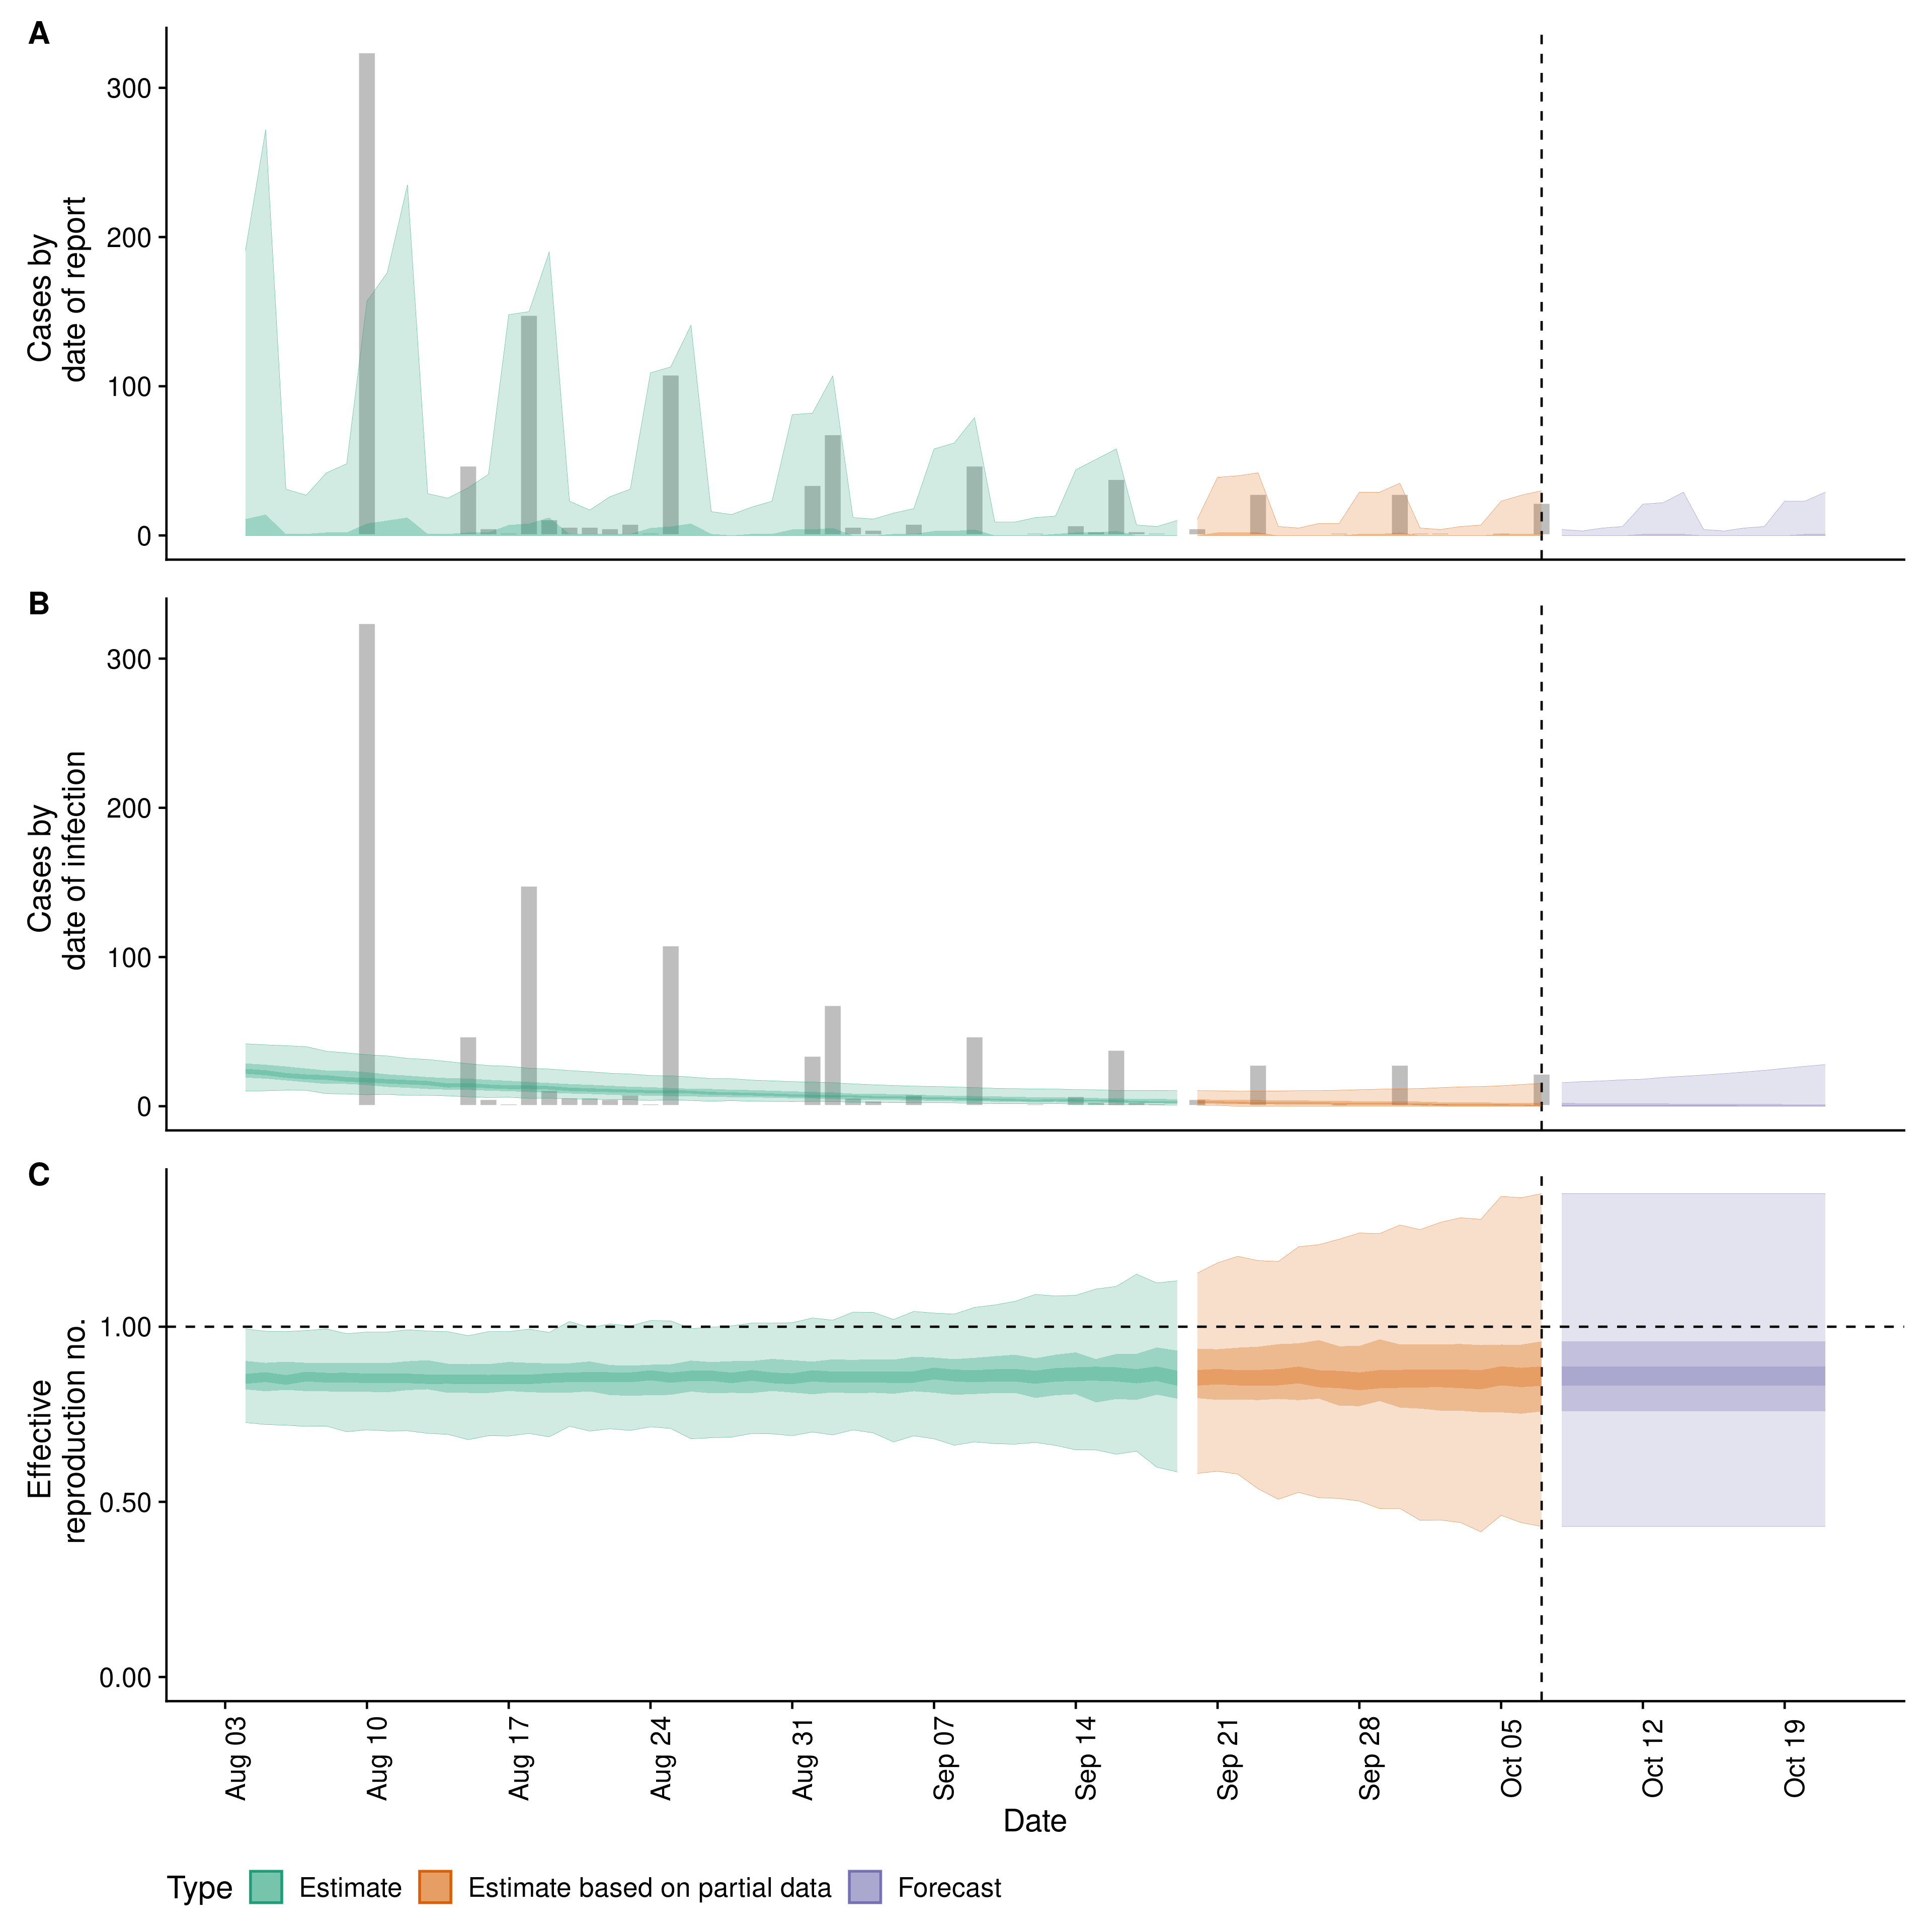 A
300
200
100
0
Cases by
date of report
B
300
200
100
0
Cases by
date of infection
C
1.00
0.50
0.00
Effective
reproduction no.
Aug 03
Aug 10
Aug 17
Aug 24
Aug 31
Sep 07
Sep 14
Sep 21
Sep 28
Oct 05
Oct 12
Oct 19
Date
Type Estimate Estimate based on partial data Forecast